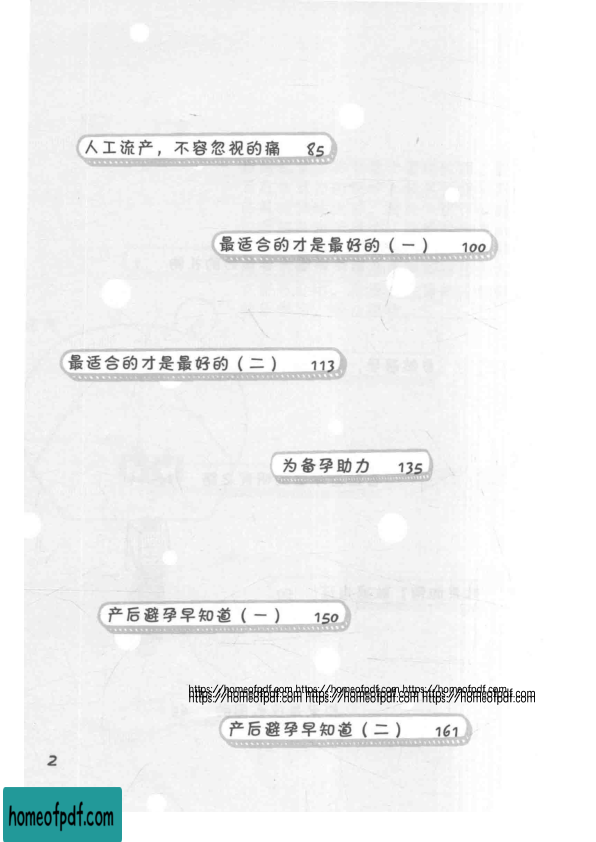 人工流产，不容忽视的痛 85
最适合的才是最好的（一） 100
最适合的才是最好的（二） 113
为备孕助力 135
产后避孕早知道（一） 150
https://homeofpdf.com https://homeofpdf.com https://homeofpdf.com
https://homeofpdf.com https://homeofpdf.com https://homeofpdf.com
产后避孕早知道（二） 161
2
homeofpdf.com